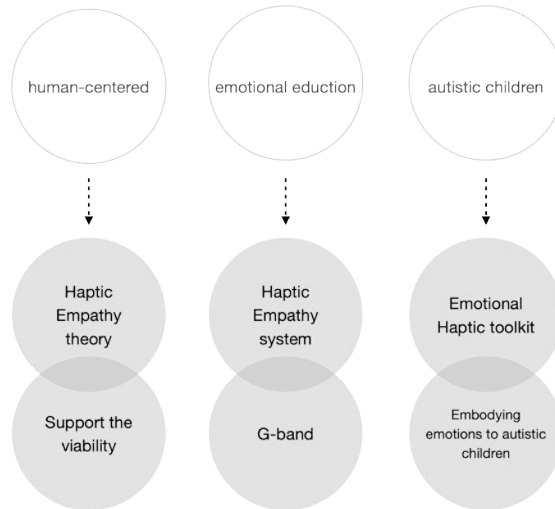 human-centered
emotional eduction
autistic children
Haptic
Empathy
theory
Haptic
Empathy
system
Emotional
Haptic toolkit
Support the
viability
G-band
Embodying
emotions to autistic
children